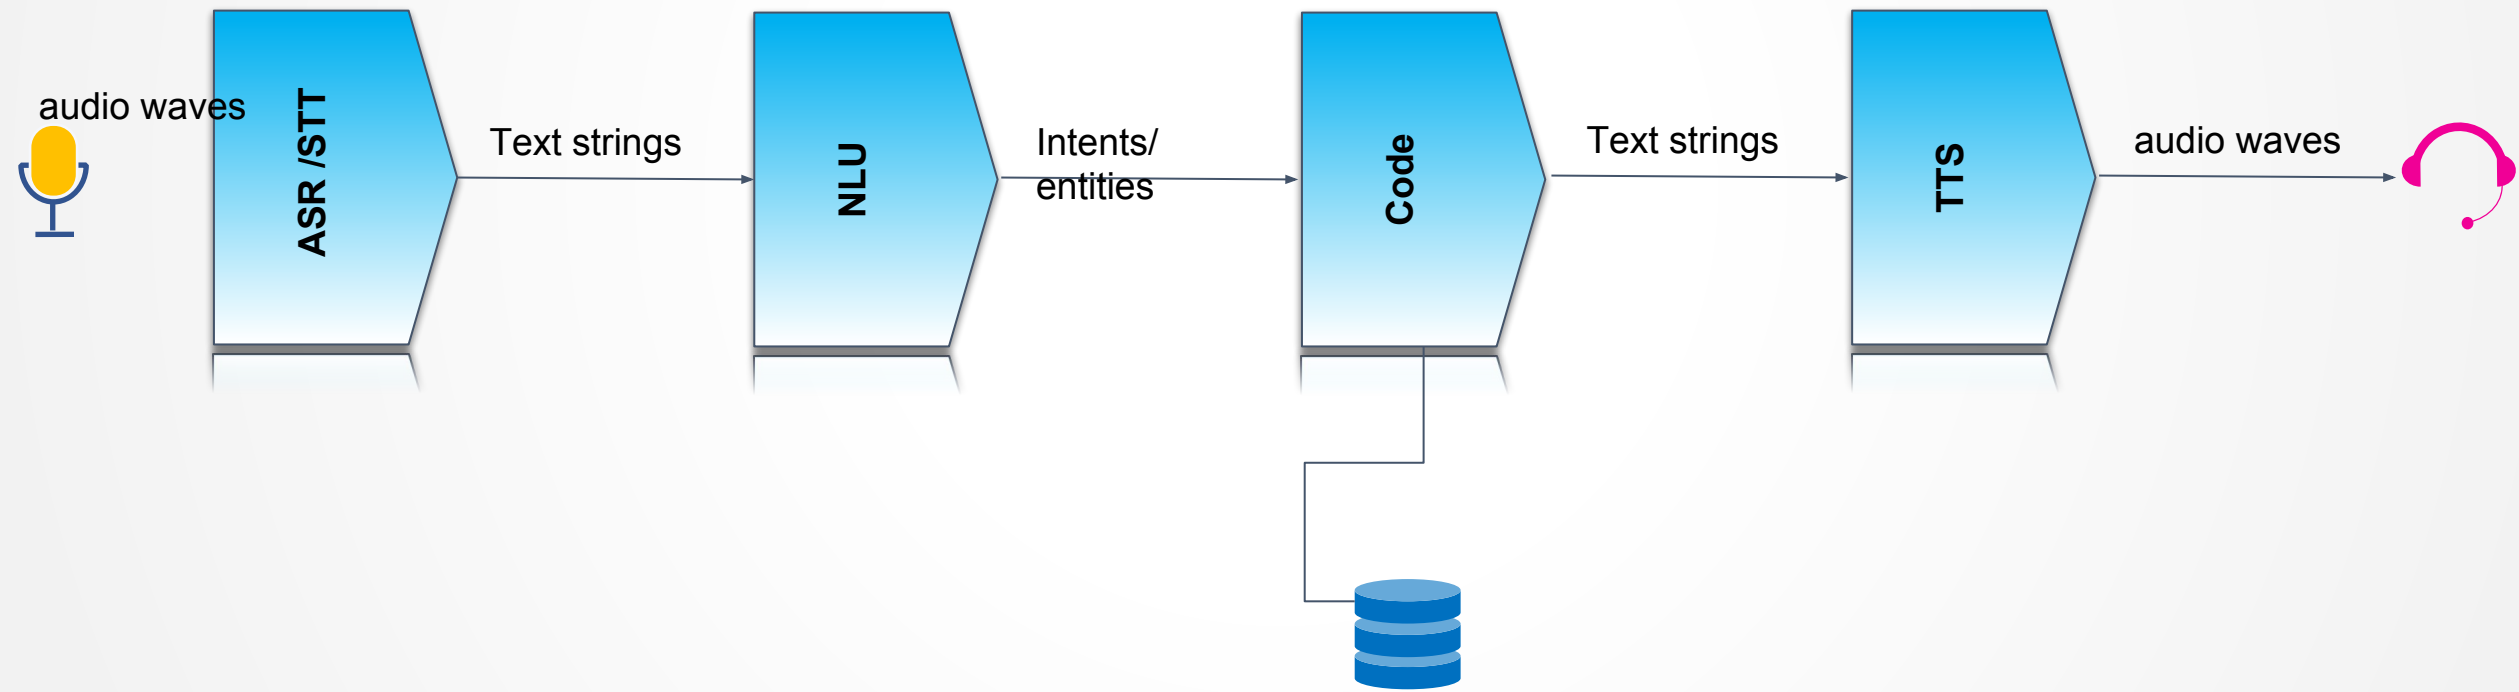 audio waves
ASR /STT
Text strings
NLU
Intents/
entities
Code
Text strings
TTS
audio waves